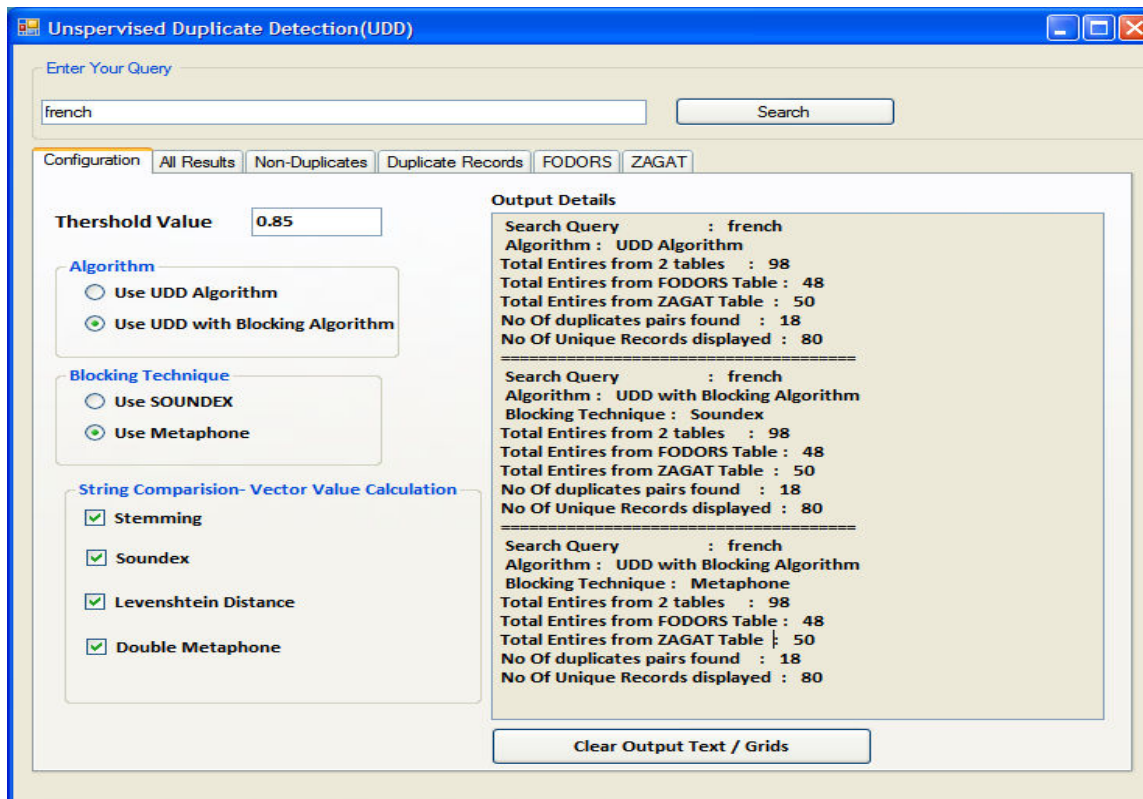 Unspervised Duplicate Detection(UDD)
Enter Your Query
french
Search
Configuration
All Results
Non-Duplicates
Duplicate Records
FODORS
ZAGAT
Thershold Value
0.85
Algorithm
Use UDD Algorithm
Use UDD with Blocking Algorithm
Blocking Technique
Use SOUNDEX
Use Metaphone
String Comparision- Vector Value Calculation
Stemming
Soundex
Levenshtein Distance
Double Metaphone
Output Details
Search Query : french
Algorithm : UDD Algorithm
Total Entires from 2 tables : 98
Total Entires from FODORS Table : 48
Total Entires from ZAGAT Table : 50
No Of duplicates pairs found : 18
No Of Unique Records displayed : 80
======================================
Search Query : french
Algorithm : UDD with Blocking Algorithm
Blocking Technique : Soundex
Total Entires from 2 tables : 98
Total Entires from FODORS Table : 48
Total Entires from ZAGAT Table : 50
No Of duplicates pairs found : 18
No Of Unique Records displayed : 80
======================================
Search Query : french
Algorithm : UDD with Blocking Algorithm
Blocking Technique : Metaphone
Total Entires from 2 tables : 98
Total Entires from FODORS Table : 48
Total Entires from ZAGAT Table : 50
No Of duplicates pairs found : 18
No Of Unique Records displayed : 80
Clear Output Text / Grids